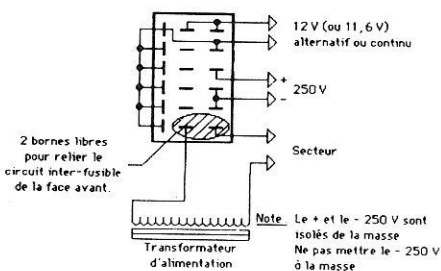 12 V (ou 11,6 V)
alternatif ou continu
+
250 V
-
2 bornes libres
pour relier le
circuit inter-fusible
de la face avant.
Secteur
Transformateur
d'alimentation
Note Le + et le - 250 V sont
isolés de la masse
Ne pas mettre le - 250 V
à la masse